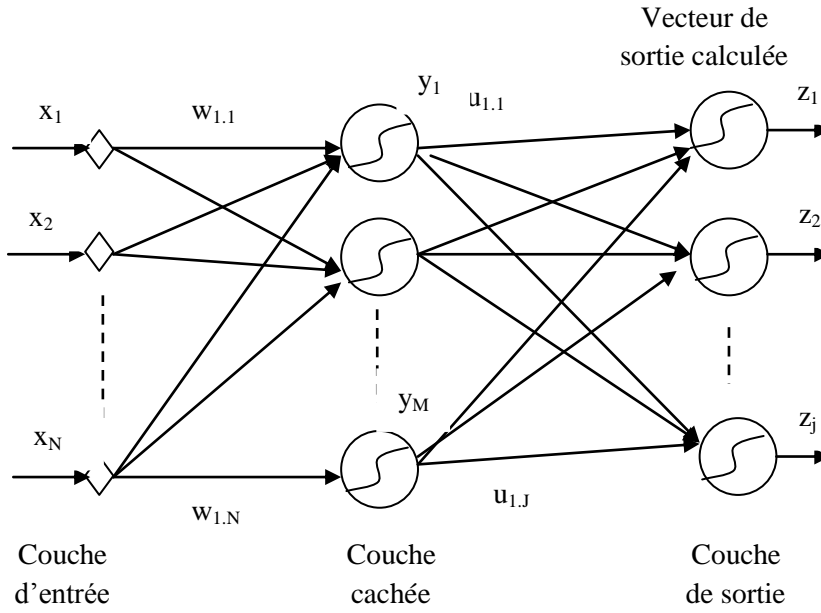 Vecteur de
sortie calculée
x1
w1.1
y1
u1.1
z1
x2
z2
yM
xN
zj
w1.N
u1.J
Couche
d'entrée
Couche
cachée
Couche
de sortie